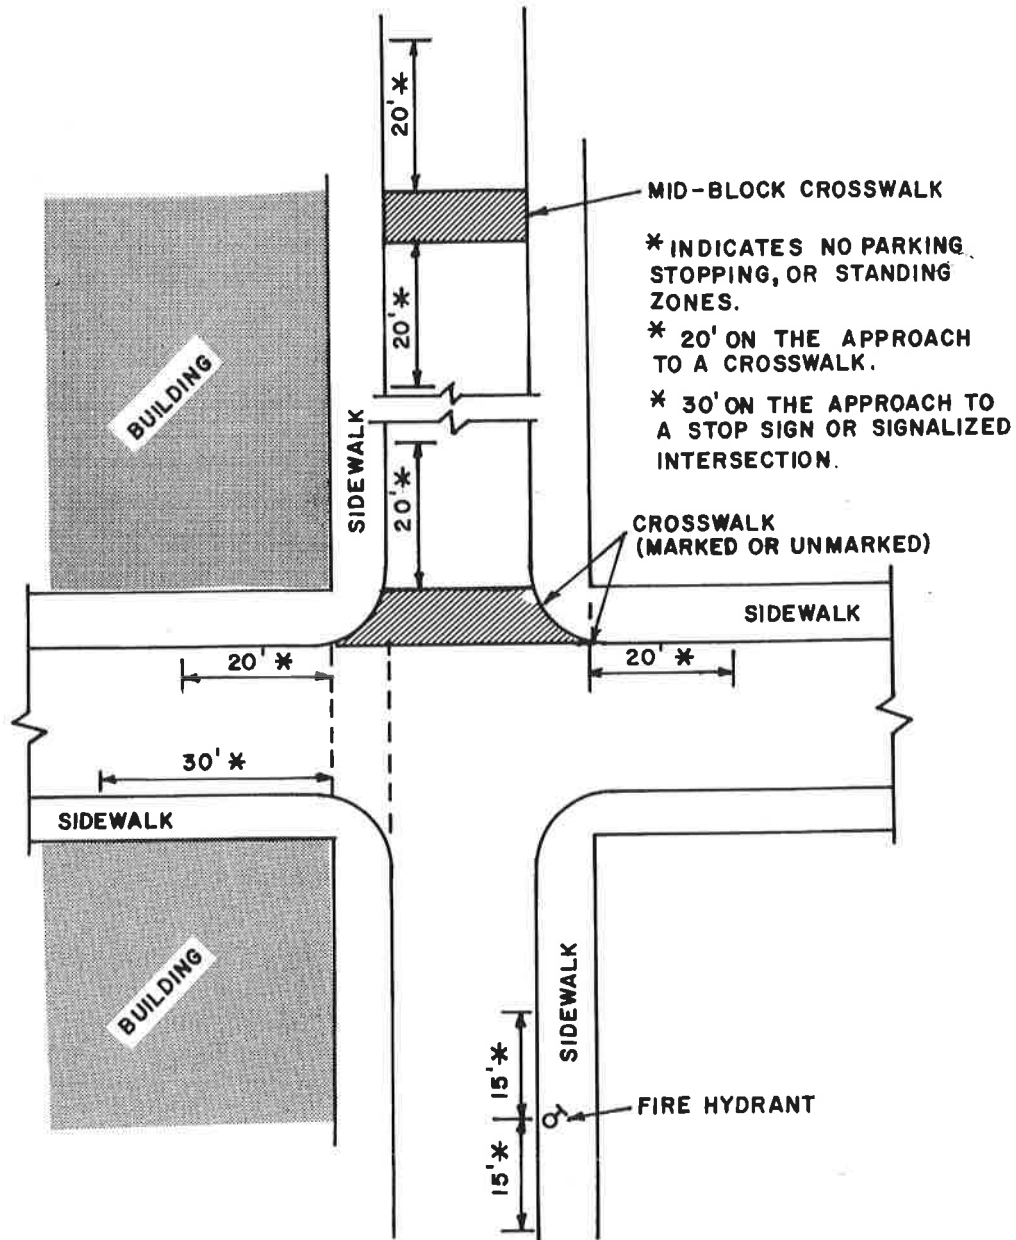 20' *
MID-BLOCK CROSSWALK
* INDICATES NO PARKING
STOPPING, OR STANDING
ZONES.
20' *
* 20' ON THE APPROACH
TO A CROSSWALK.
BUILDING
* 30' ON THE APPROACH TO
A STOP SIGN OR SIGNALIZED
INTERSECTION.
SIDEWALK
20' *
CROSSWALK
(MARKED OR UNMARKED)
SIDEWALK
20' *
20' *
30' *
SIDEWALK
BUILDING
SIDEWALK
15' *
FIRE HYDRANT
15' *